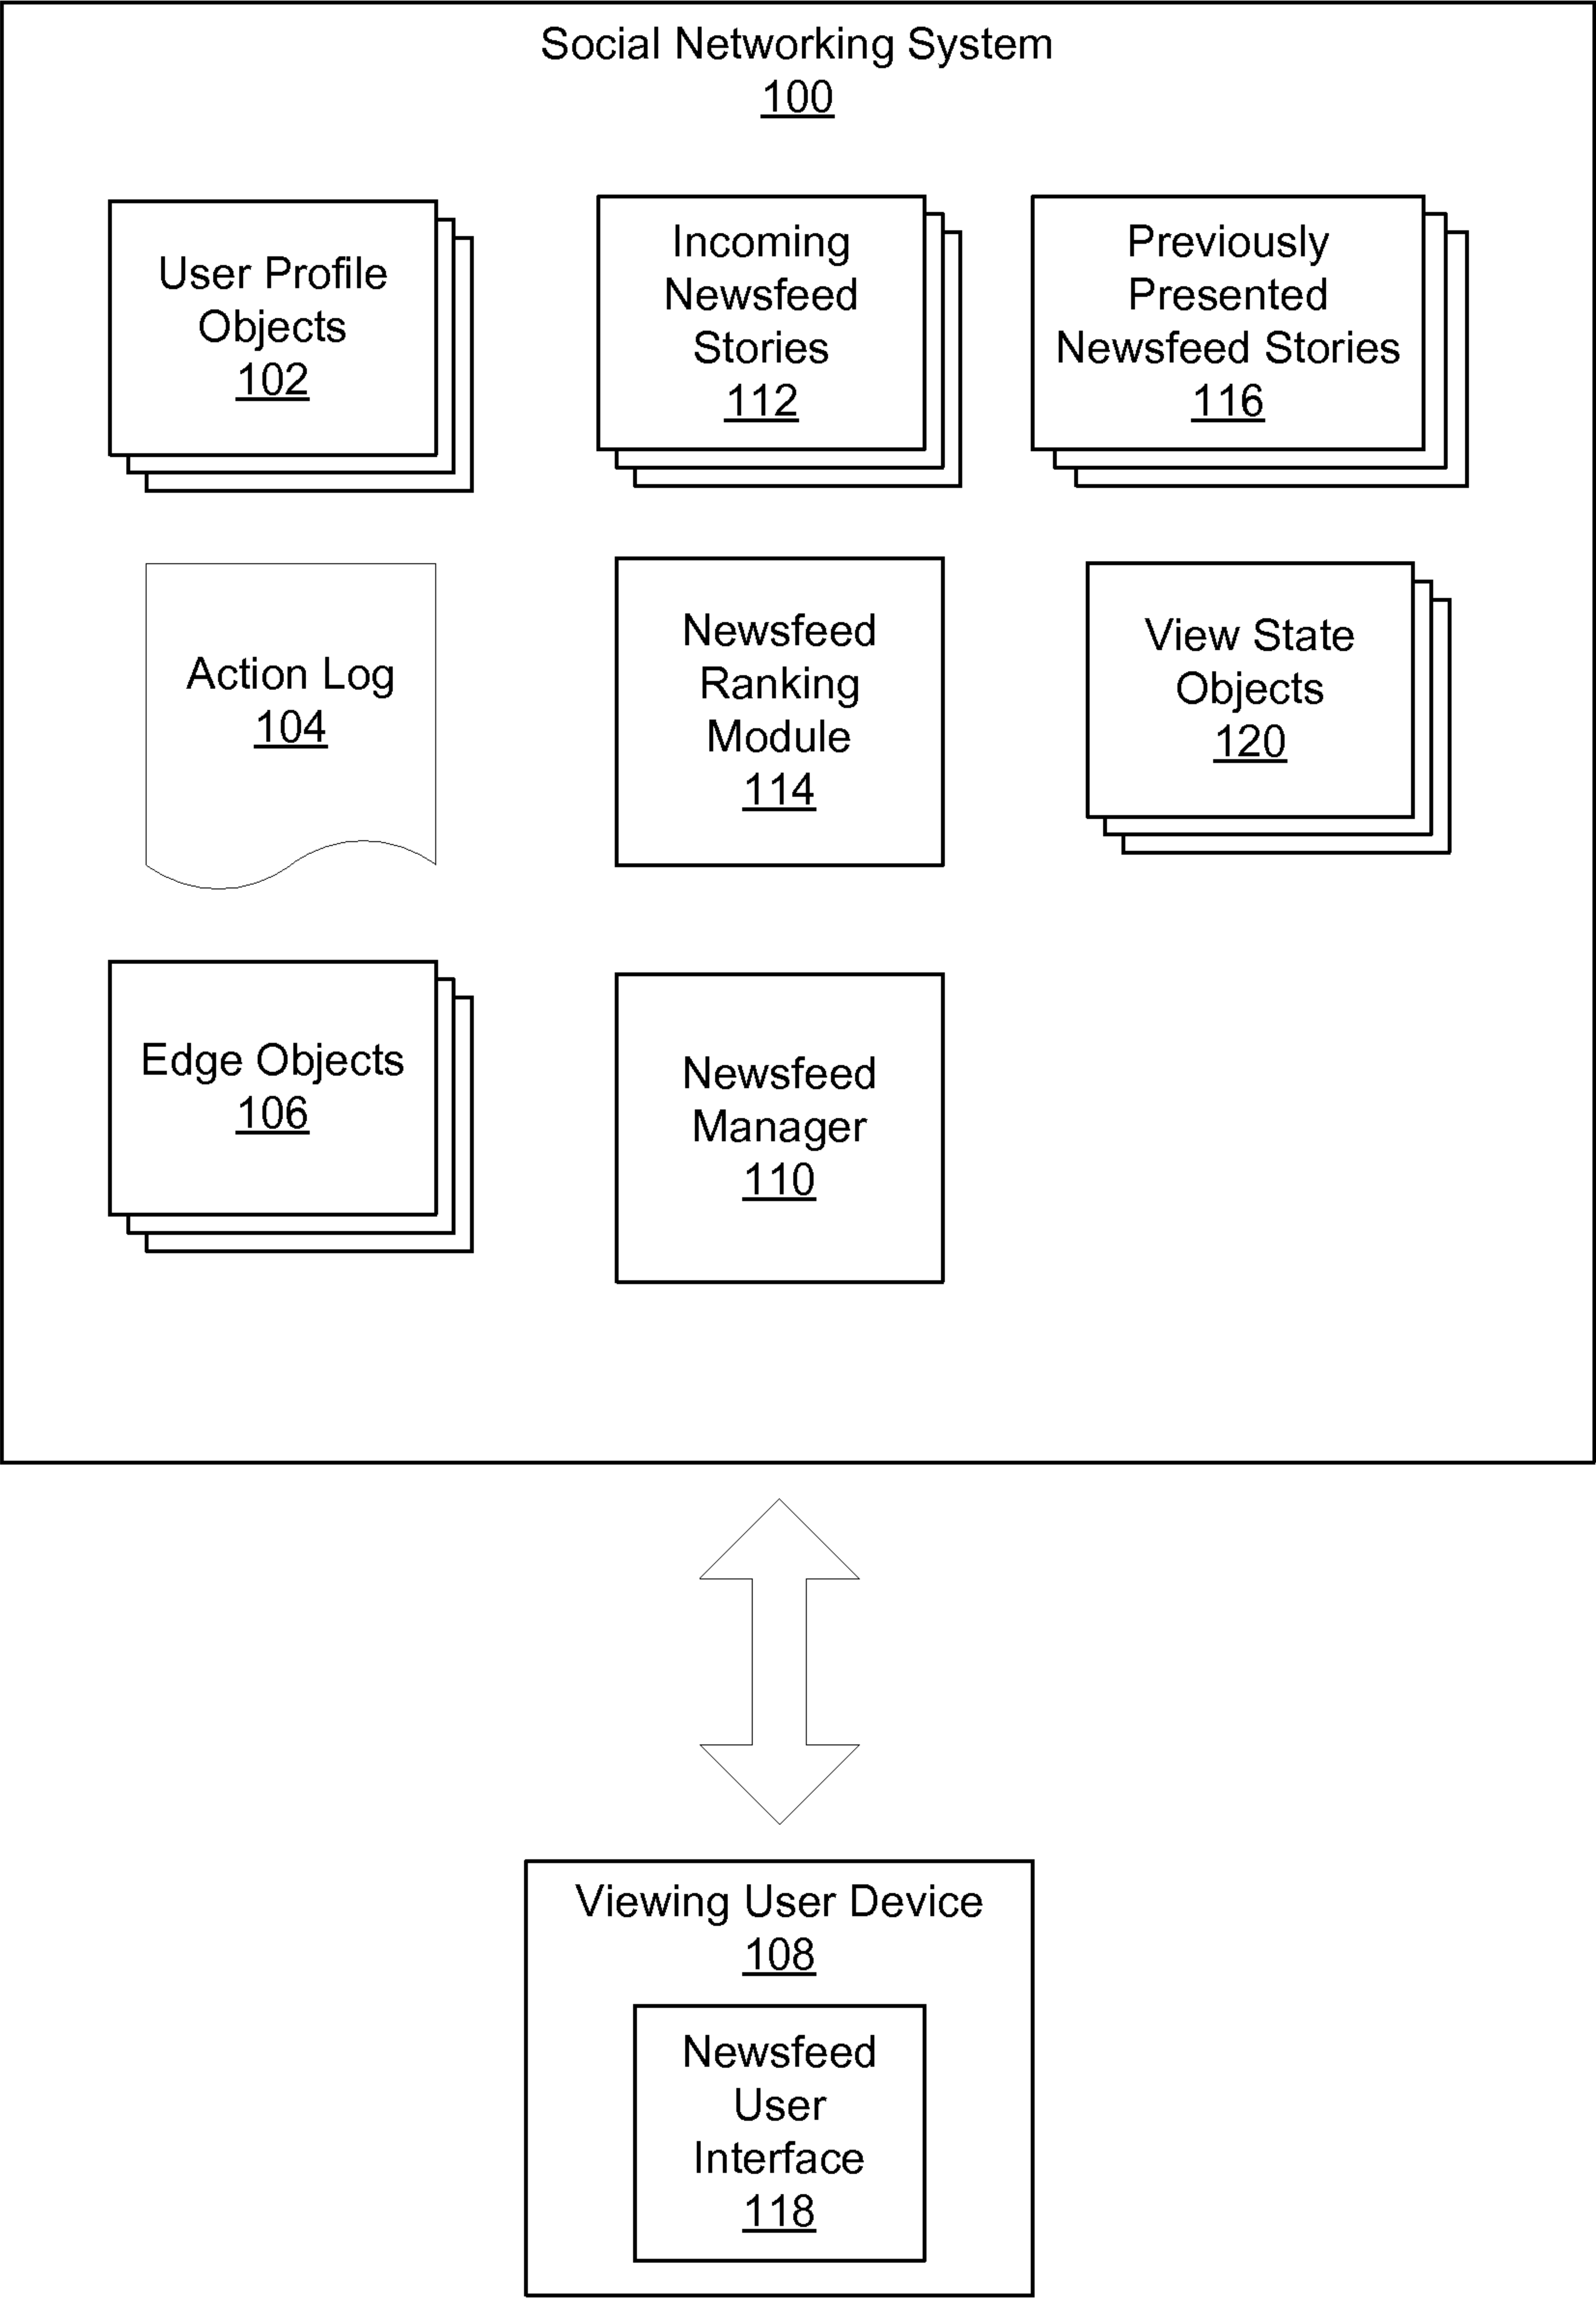 Social Networking System
100
User Profile
Objects
102
Incoming
Newsfeed
Stories
112
Previously
Presented
Newsfeed Stories
116
Action Log
104
Newsfeed
Ranking
Module
114
View State
Objects
120
Edge Objects
106
Newsfeed
Manager
110
Viewing User Device
108
Newsfeed
User
Interface
118